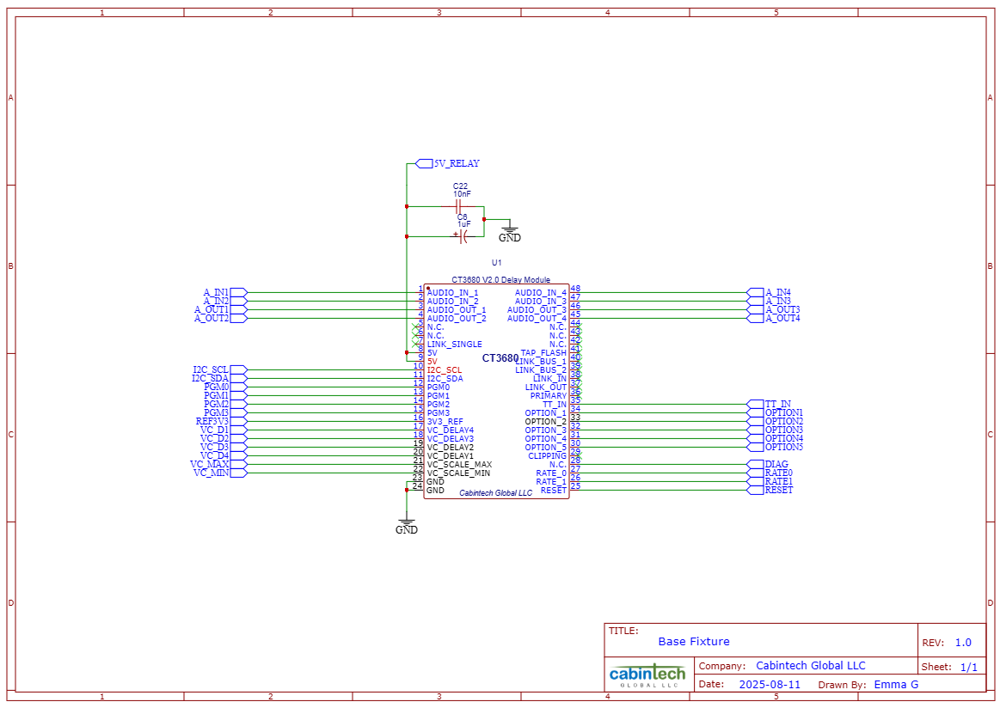 1 2 3 4 5
A A
B B
C C
D D
5V_RELAY
C22
10nF
C6
1uF
+
GND
U1
CT3680 V2.0 Delay Module
A_IN1 1 AUDIO_IN_1 AUDIO_IN_4 48 A_IN4
A_IN2 2 AUDIO_IN_2 AUDIO_IN_3 47 A_IN3
A_OUT1 3 AUDIO_OUT_1 AUDIO_OUT_3 46 A_OUT3
A_OUT2 4 AUDIO_OUT_2 AUDIO_OUT_4 45 A_OUT4
5 N.C. N.C. 44
6 N.C. N.C. 43
7 LINK_SINGLE N.C. 42
8 5V TAP_FLASH 41
9 5V CT3680 LINK_BUS_1 40
I2C_SCL 10 I2C_SCL LINK_BUS_2 39
I2C_SDA 11 I2C_SDA LINK_IN 38
PGM0 12 PGM0 LINK_OUT 37
PGM1 13 PGM1 PRIMARY 36
PGM2 14 PGM2 TT_IN 35 TT_IN
PGM3 15 PGM3 OPTION_1 34 OPTION1
REF3V3 16 3V3_REF OPTION_2 33 OPTION2
VC_D1 17 VC_DELAY4 OPTION_3 32 OPTION3
VC_D2 18 VC_DELAY3 OPTION_4 31 OPTION4
VC_D3 19 VC_DELAY2 OPTION_5 30 OPTION5
VC_D4 20 VC_DELAY1 CLIPPING 29
VC_MAX 21 VC_SCALE_MAX N.C. 28 DIAG
VC_MIN 22 VC_SCALE_MIN RATE_0 27 RATE0
23 GND RATE_1 26 RATE1
24 GND Cabintech Global LLC RESET 25 RESET
GND
TITLE:
Base Fixture
REV: 1.0
cabintech
GLOBAL LLC
Company: Cabintech Global LLC
Sheet: 1/1
Date: 2025-08-11 Drawn By: Emma G
1 2 3 4 5